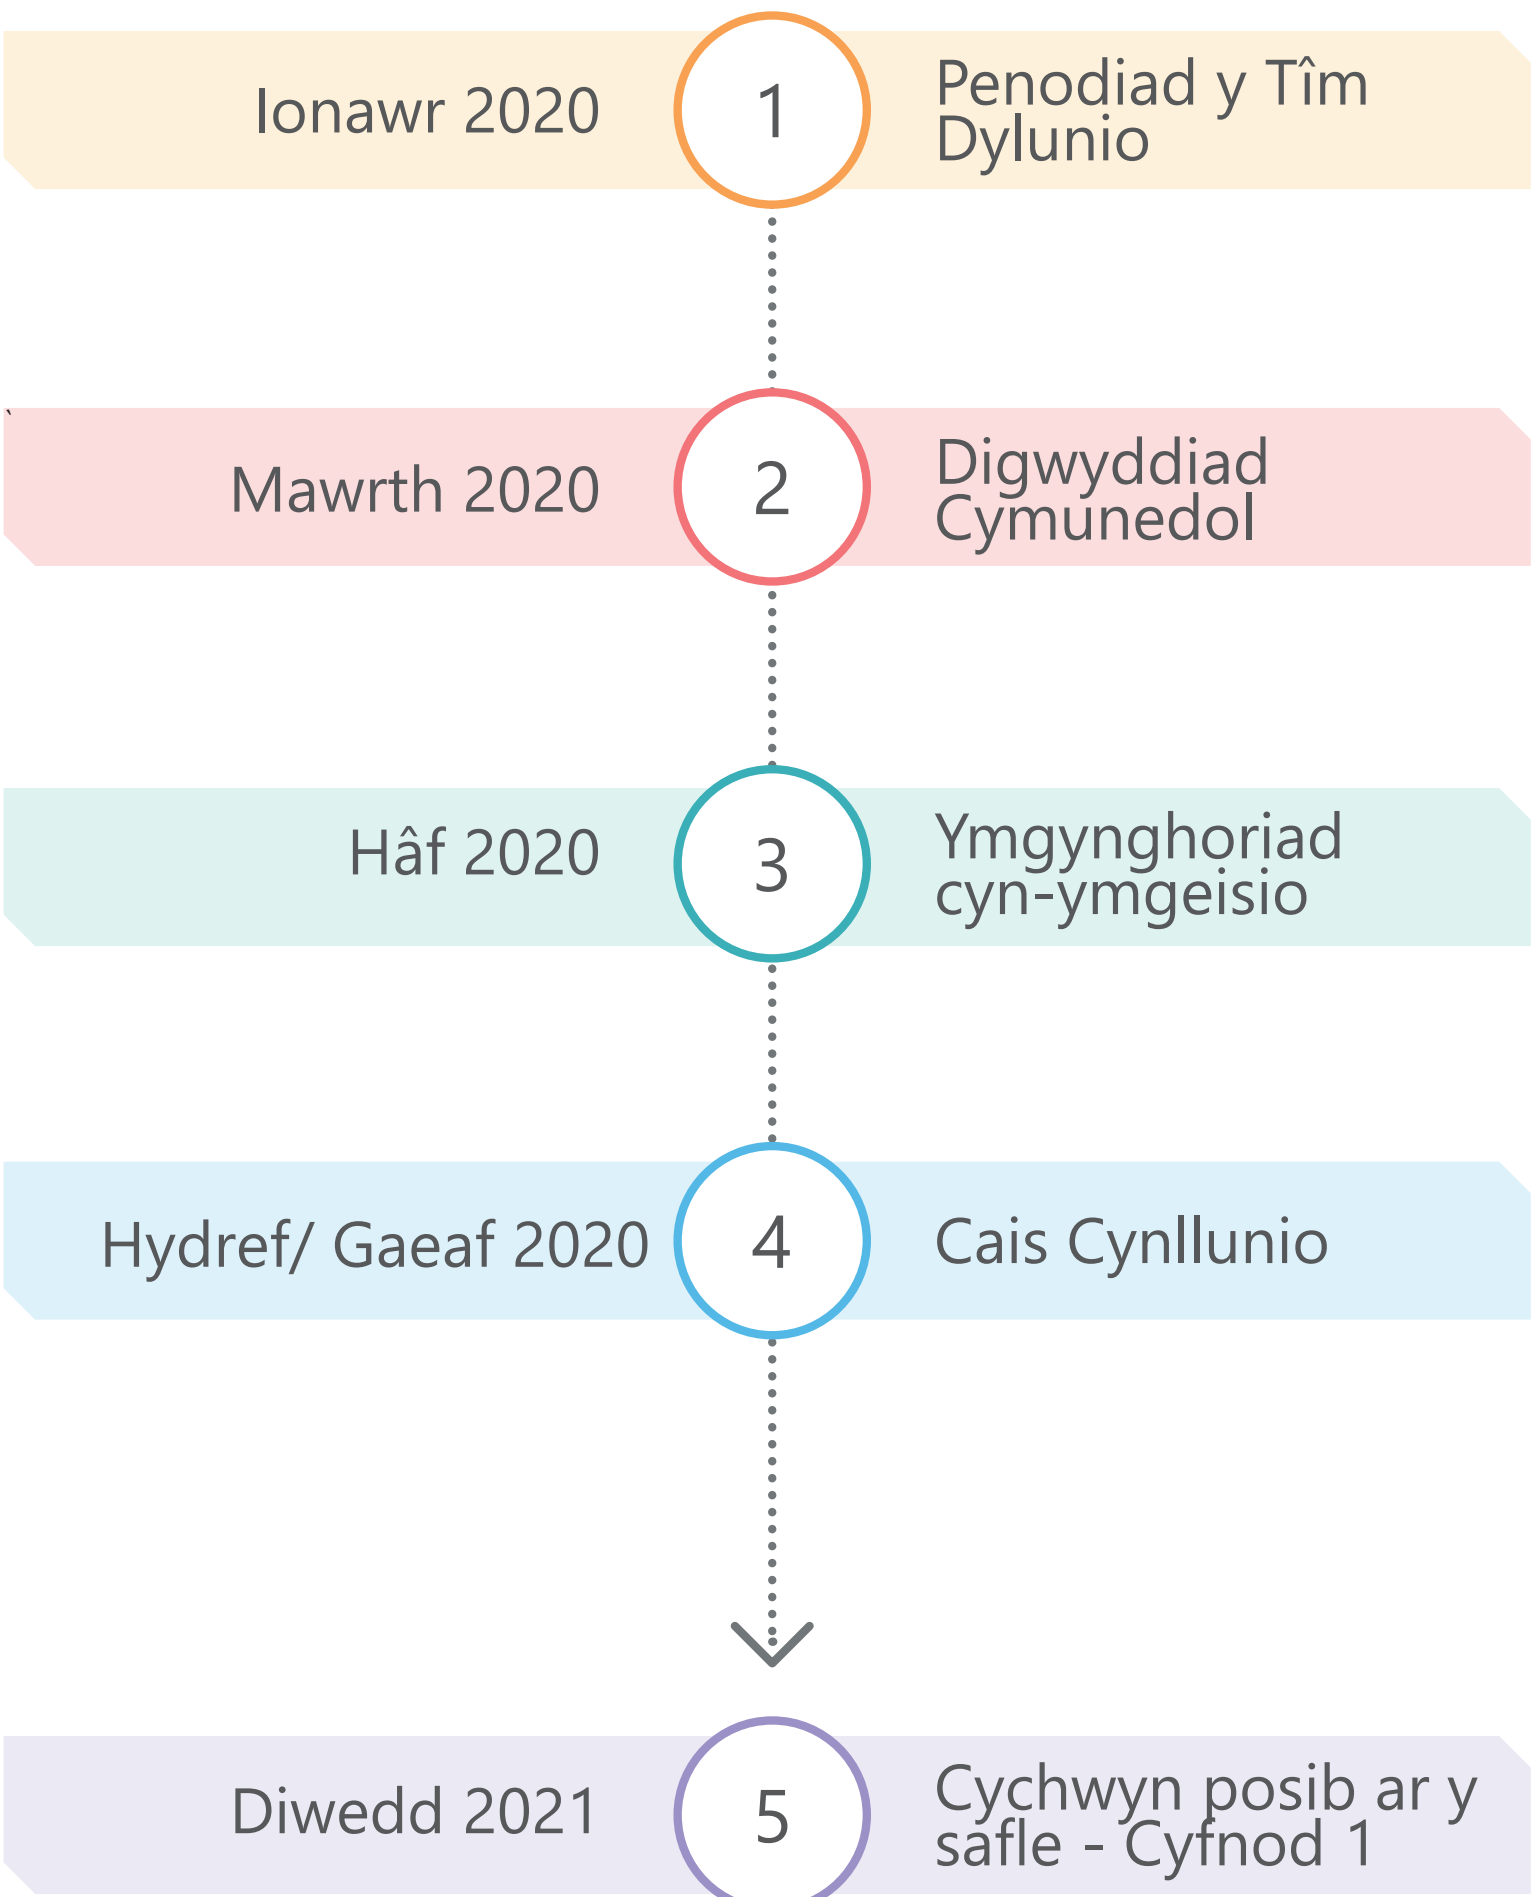 Ionawr 2020
1
Penodiad y Tîm
Dylunio
Mawrth 2020
2
Digwyddiad
Cymunedol
Hâf 2020
3
Ymgynghoriad
cyn-ymgeisio
Hydref/ Gaeaf 2020
4
Cais Cynllunio
Diwedd 2021
5
Cychwyn posib ar y
safle - Cyfnod 1